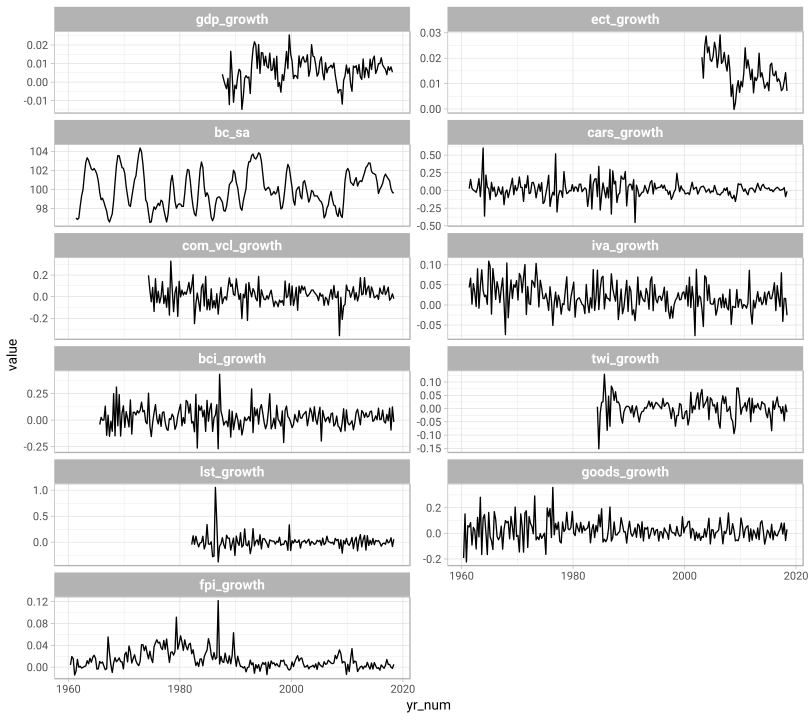 gdp_growth
0.02
0.01
0.00
-0.01
ect_growth
0.03
0.02
0.01
0.00
bc_sa
104
102
100
98
cars_growth
0.50
0.25
0.00
-0.25
-0.50
com_vcl_growth
0.2
0.0
-0.2
iva_growth
0.10
0.05
0.00
-0.05
bci_growth
0.25
0.00
-0.25
twi_growth
0.10
0.05
0.00
-0.05
-0.10
-0.15
lst_growth
1.0
0.5
0.0
goods_growth
0.2
0.0
-0.2
1960 1980 2000 2020
fpi_growth
0.12
0.08
0.04
0.00
1960 1980 2000 2020
value
yr_num